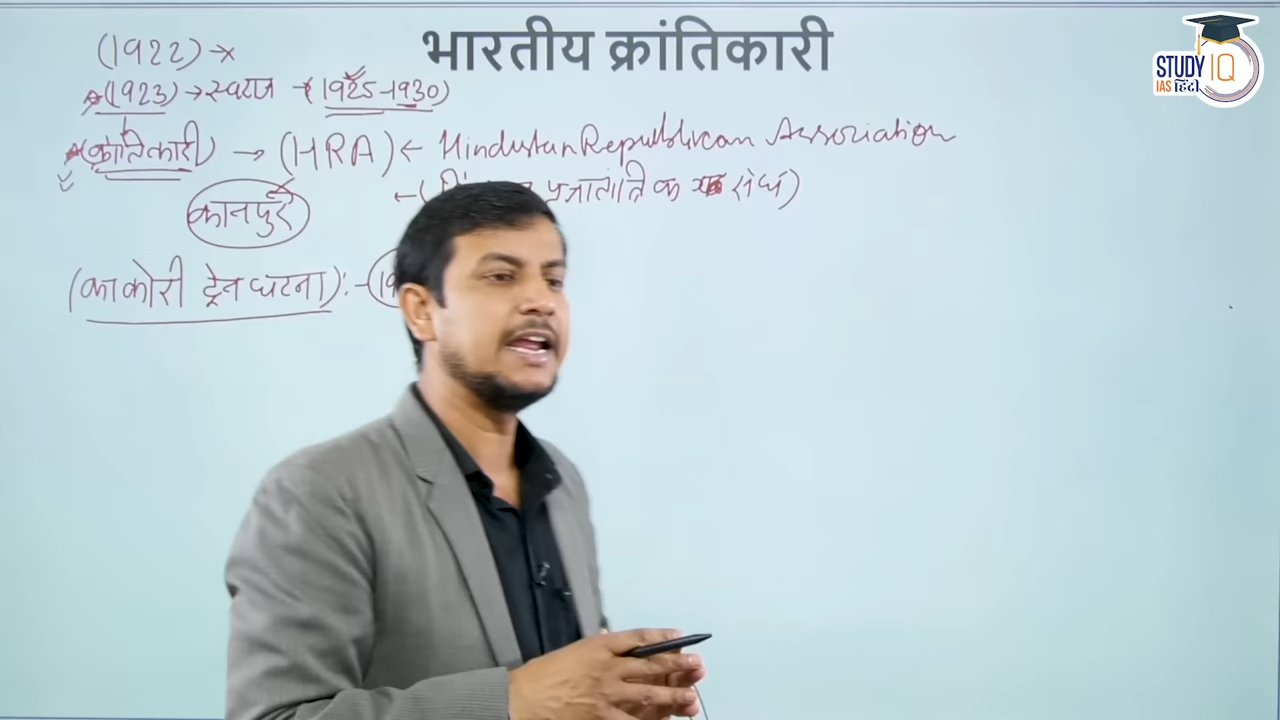 भारतीय क्रांतिकारी
STUDY IQ
IAS हिंदी
(1922)→×
(1923)→स्वराज → (1925-1930)
(क्रांतिकारी) → (HRA) ← Hindustan Republican Association
←( प्रजातांत्रिक संघ)
कानपुर
(काकोरी ट्रेन घटना):-